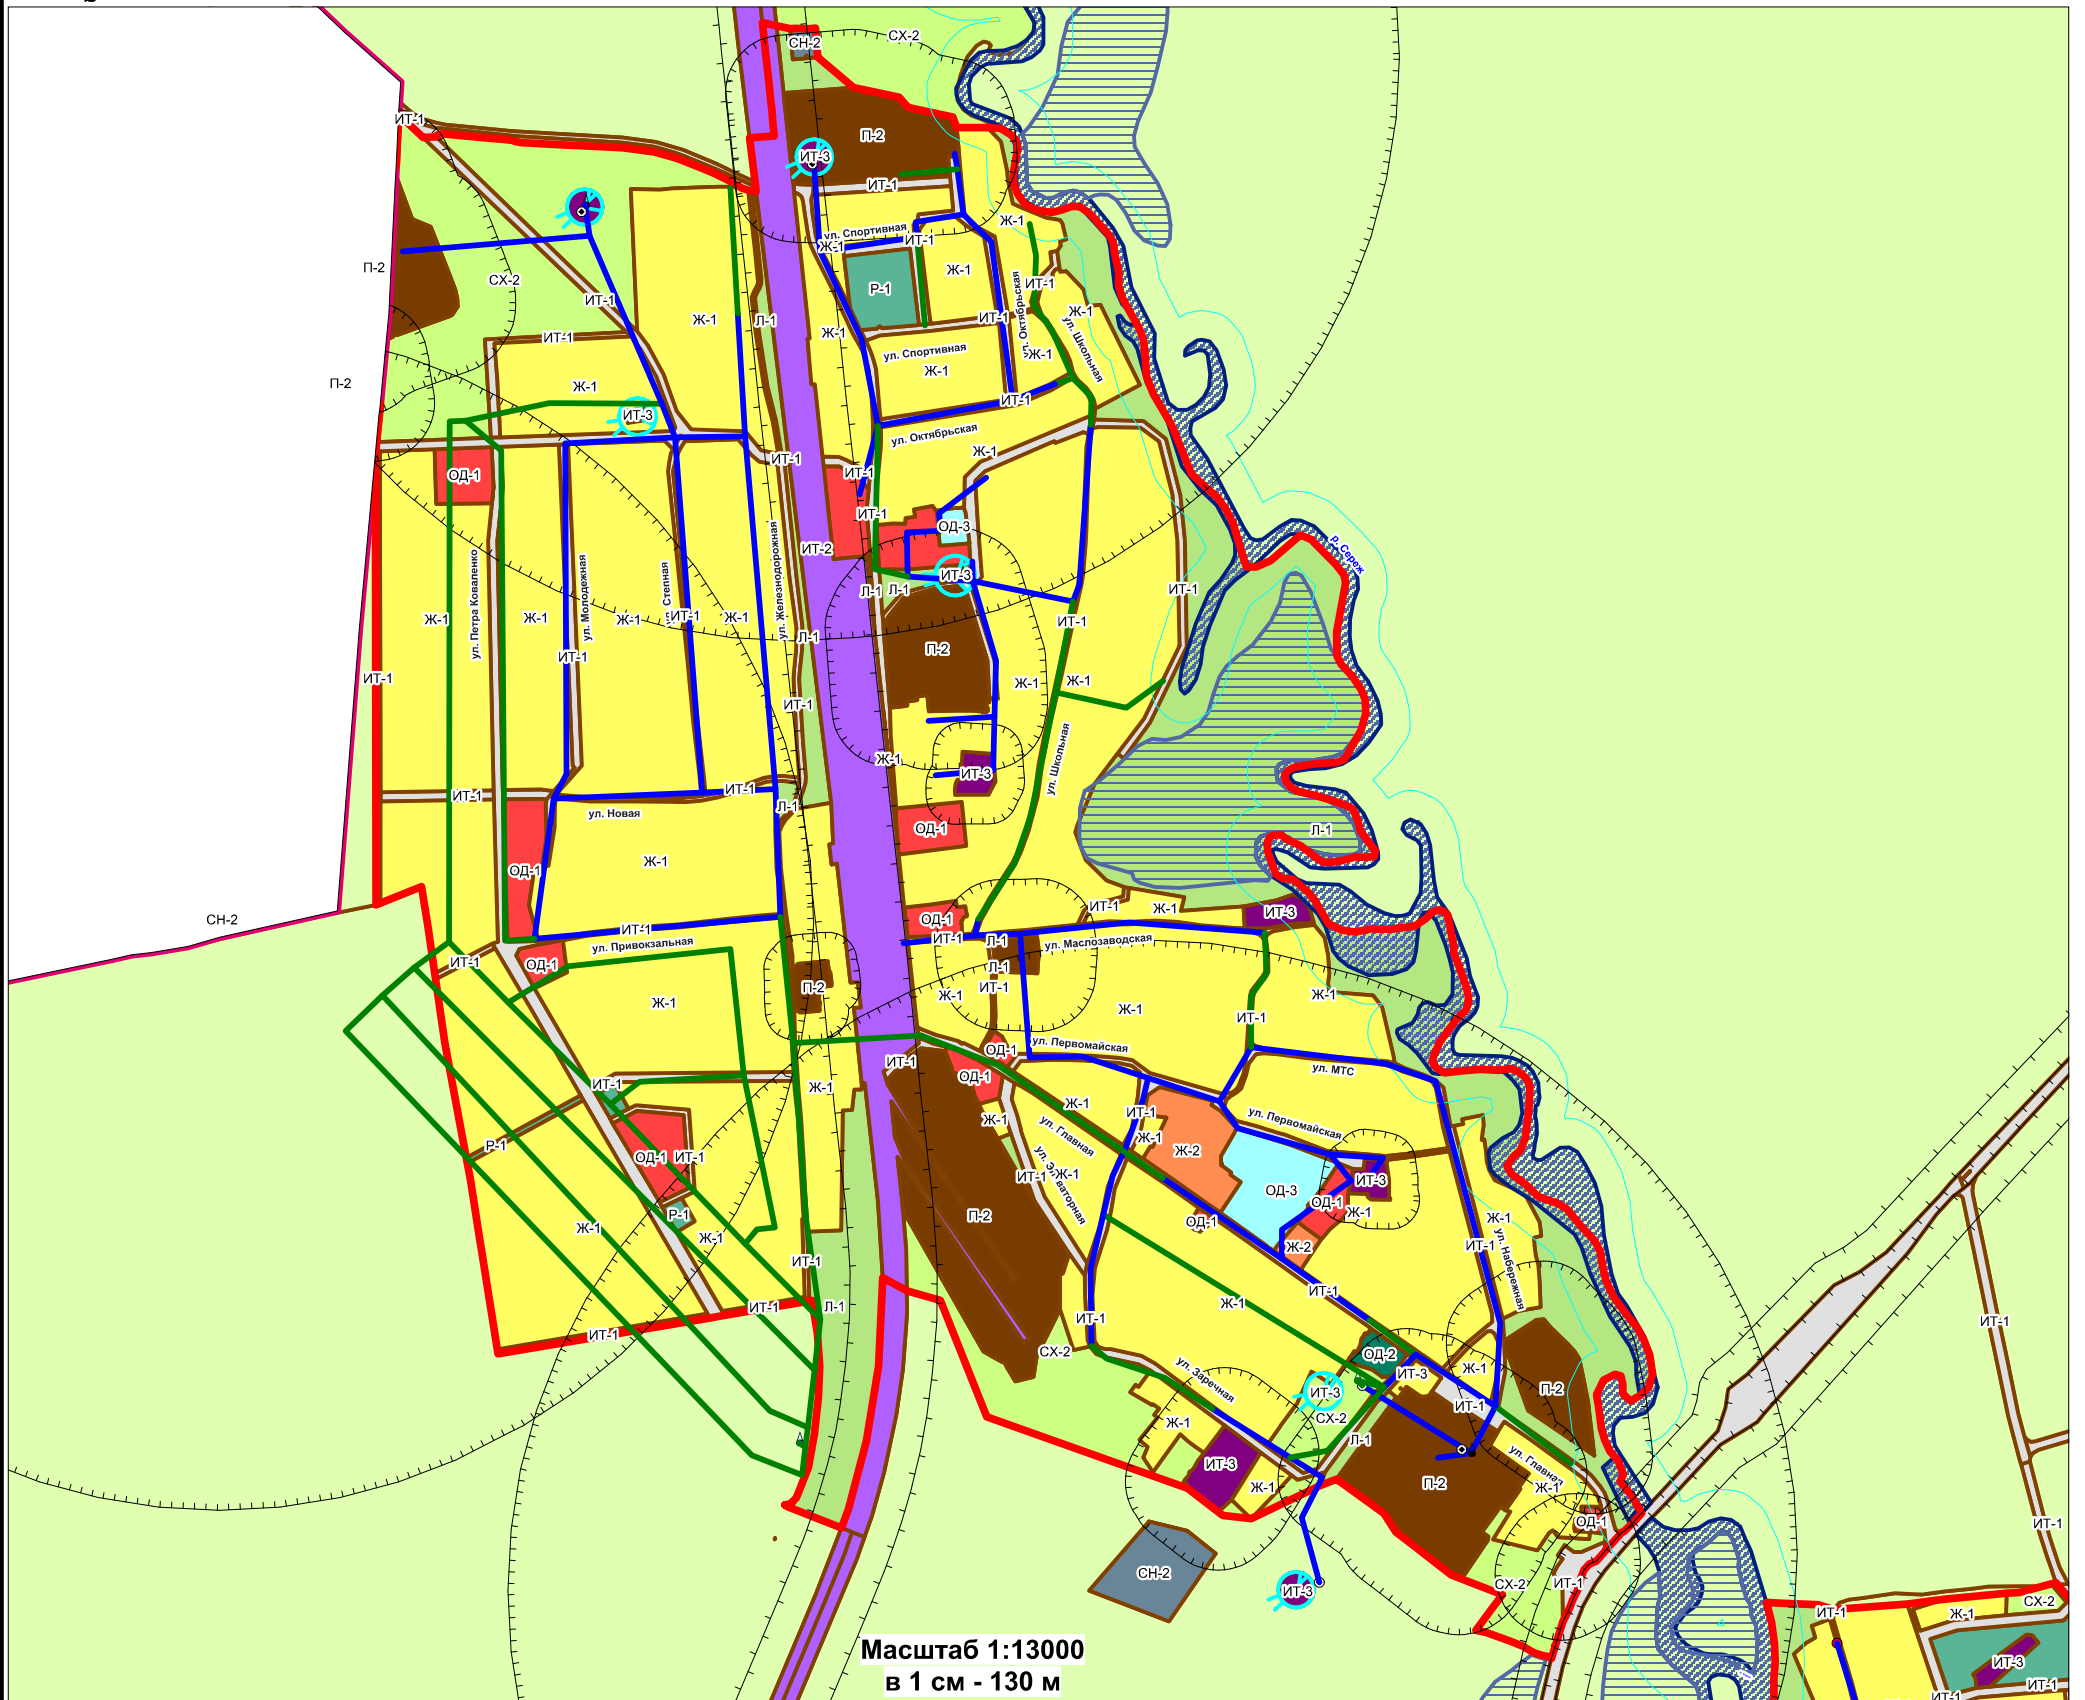 СН-2
СХ-2
ИТ-1
П-2
ИТ-3
ИТ-1
Ж-1
ул. Спортивная
Ж-1
ИТ-1
П-2
СХ-2
Ж-1
Р-1
ИТ-1
ИТ-1
ул. Октябрьская
Ж-1
ИТ-1
Ж-1
Л-1
Ж-1
ИТ-1
ул. Школьная
ИТ-1
ул. Спортивная
Ж-1
Ж-1
П-2
Ж-1
ИТ-1
ИТ-3
ул. Октябрьская
Ж-1
ИТ-1
ИТ-1
ОД-1
ИТ-1
ОД-3
ИТ-2
р. Сереж
ул. Петра Коваленко
ул. Молодежная
Степная
ул. Железнодорожная
ИТ-3
Л-1
Л-1
ИТ-1
Ж-1
Ж-1
Ж-1
ИТ-1
Ж-1
Л-1
ИТ-1
П-2
ИТ-1
ИТ-1
Ж-1
Ж-1
ИТ-1
ул. Школьная
Ж-1
ИТ-3
ИТ-1
ИТ-1
Л-1
ул. Новая
ОД-1
Л-1
Ж-1
ОД-1
СН-2
ИТ-1
ул. Привокзальная
ОД-1
ИТ-1
Л-1
ИТ-1
Ж-1
ИТ-3
ул. Маслозаводская
ИТ-1
ОД-1
Л-1
П-2
ИТ-1
Ж-1
Ж-1
Ж-1
Ж-1
ИТ-1
ул. Первомайская
ОД-1
ИТ-1
ОД-1
ул. МТС
ИТ-1
Ж-1
Ж-1
ИТ-1
Ж-1
ул. Главная
ул. Первомайская
Р-1
Ж-1
Ж-2
ОД-1
ИТ-1
ИТ-1
Ж-1
ул. Элеваторная
ОД-3
ИТ-3
ОД-1
Р-1
П-2
ОД-1
Ж-1
Ж-1
Ж-1
Ж-1
ИТ-1
Ж-2
ИТ-1
ул. Набережная
ИТ-1
Ж-1
ИТ-1
Л-1
ИТ-1
ИТ-1
ИТ-1
СХ-2
ОД-2
ул. Заречная
ИТ-3
Ж-1
ИТ-3
П-2
СХ-2
ИТ-1
Ж-1
Л-1
ИТ-3
Ж-1
П-2
ул. Главная
Ж-1
ОД-1
ИТ-1
СН-2
ИТ-3
СХ-2
ИТ-1
ИТ-1
Ж-1
СХ-2
ИТ-3
ИТ-1
ИТ-1
Масштаб 1:13000
в 1 см - 130 м